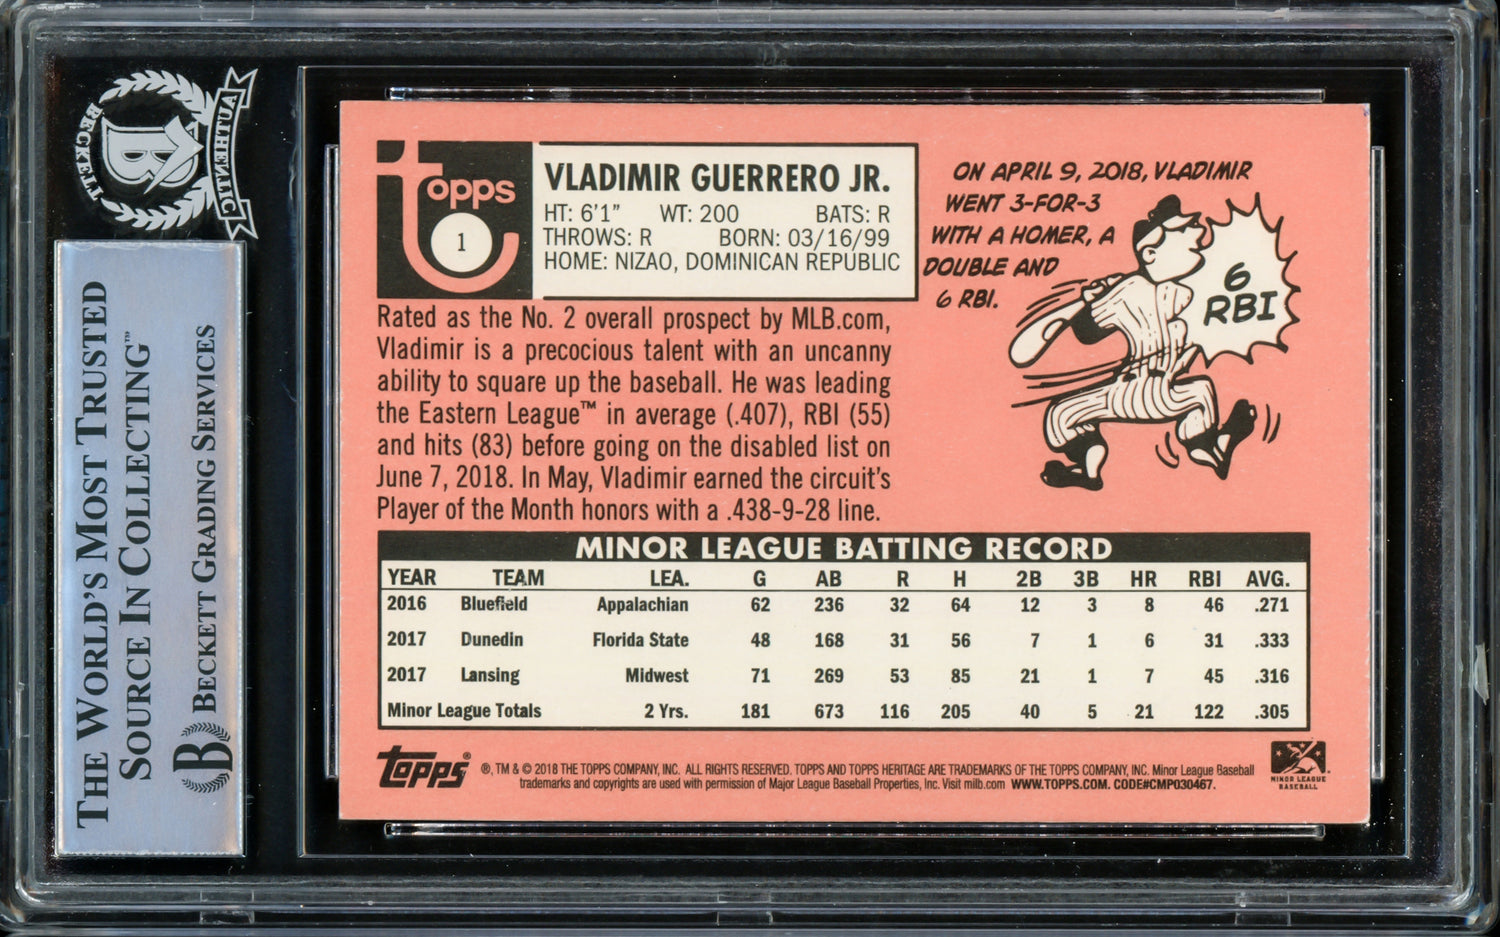 BECKETT
AUTHENTIC
B
THE WORLD'S MOST TRUSTED
SOURCE IN COLLECTING™
B BECKETT GRADING SERVICES
topps
1
VLADIMIR GUERRERO JR.
HT: 6'1" WT: 200 BATS: R
THROWS: R BORN: 03/16/99
HOME: NIZAO, DOMINICAN REPUBLIC
ON APRIL 9, 2018, VLADIMIR
WENT 3-FOR-3
WITH A HOMER, A
DOUBLE AND
6 RBI.
6
RBI
Rated as the No. 2 overall prospect by MLB.com,
Vladimir is a precocious talent with an uncanny
ability to square up the baseball. He was leading
the Eastern League™ in average (.407), RBI (55)
and hits (83) before going on the disabled list on
June 7, 2018. In May, Vladimir earned the circuit's
Player of the Month honors with a .438-9-28 line.
MINOR LEAGUE BATTING RECORD
YEAR TEAM LEA. G AB R H 2B 3B HR RBI AVG.
2016 Bluefield Appalachian 62 236 32 64 12 3 8 46 .271
2017 Dunedin Florida State 48 168 31 56 7 1 6 31 .333
2017 Lansing Midwest 71 269 53 85 21 1 7 45 .316
Minor League Totals 2 Yrs. 181 673 116 205 40 5 21 122 .305
Topps® ®, TM & © 2018 THE TOPPS COMPANY, INC. ALL RIGHTS RESERVED. TOPPS AND TOPPS HERITAGE ARE TRADEMARKS OF THE TOPPS COMPANY, INC. Minor League Baseball
trademarks and copyrights are used with permission of Major League Baseball Properties, Inc. Visit milb.com WWW.TOPPS.COM. CODE#CMP030467.
MINOR LEAGUE
BASEBALL